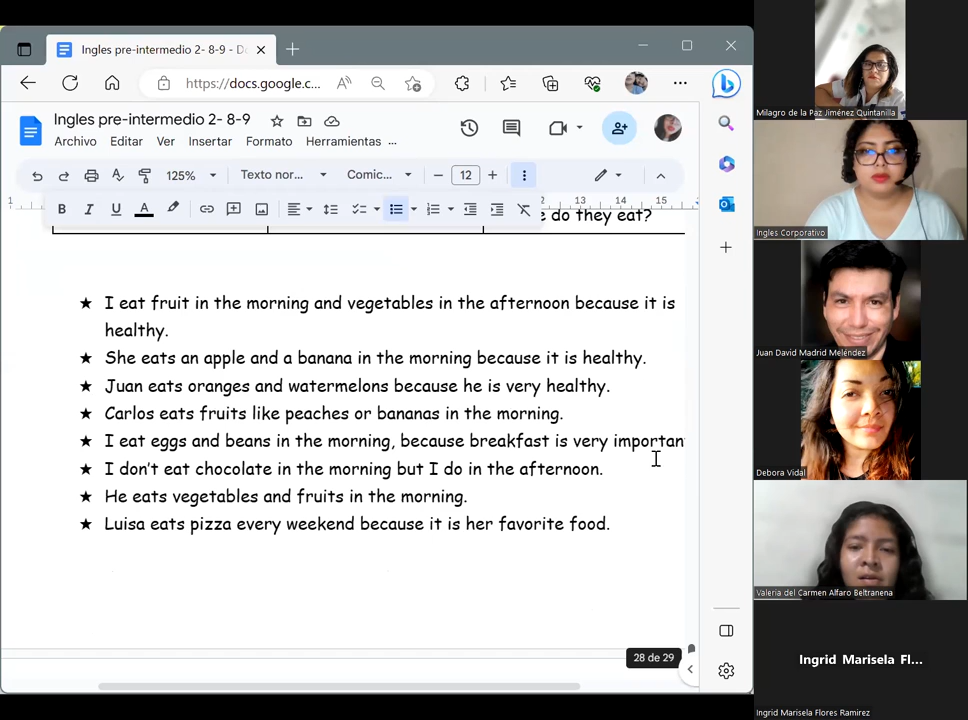 Ingles pre-intermedio 2- 8-9 - D
https://docs.google.c...
Ingles pre-intermedio 2- 8-9
Archivo Editar Ver Insertar Formato Herramientas ...
125% Texto nor... Comic... 12
1 12 13 14 15
e do they eat?
★ I eat fruit in the morning and vegetables in the afternoon because it is
healthy.
★ She eats an apple and a banana in the morning because it is healthy.
★ Juan eats oranges and watermelons because he is very healthy.
★ Carlos eats fruits like peaches or bananas in the morning.
★ I eat eggs and beans in the morning, because breakfast is very importan
★ I don't eat chocolate in the morning but I do in the afternoon.
★ He eats vegetables and fruits in the morning.
★ Luisa eats pizza every weekend because it is her favorite food.
28 de 29
Milagro de la Paz Jiménez Quintanilla
Ingles Corporativo
Juan David Madrid Meléndez
Debora Vidal
Valeria del Carmen Alfaro Beltranena
Ingrid Marisela Fl...
Ingrid Marisela Flores Ramirez